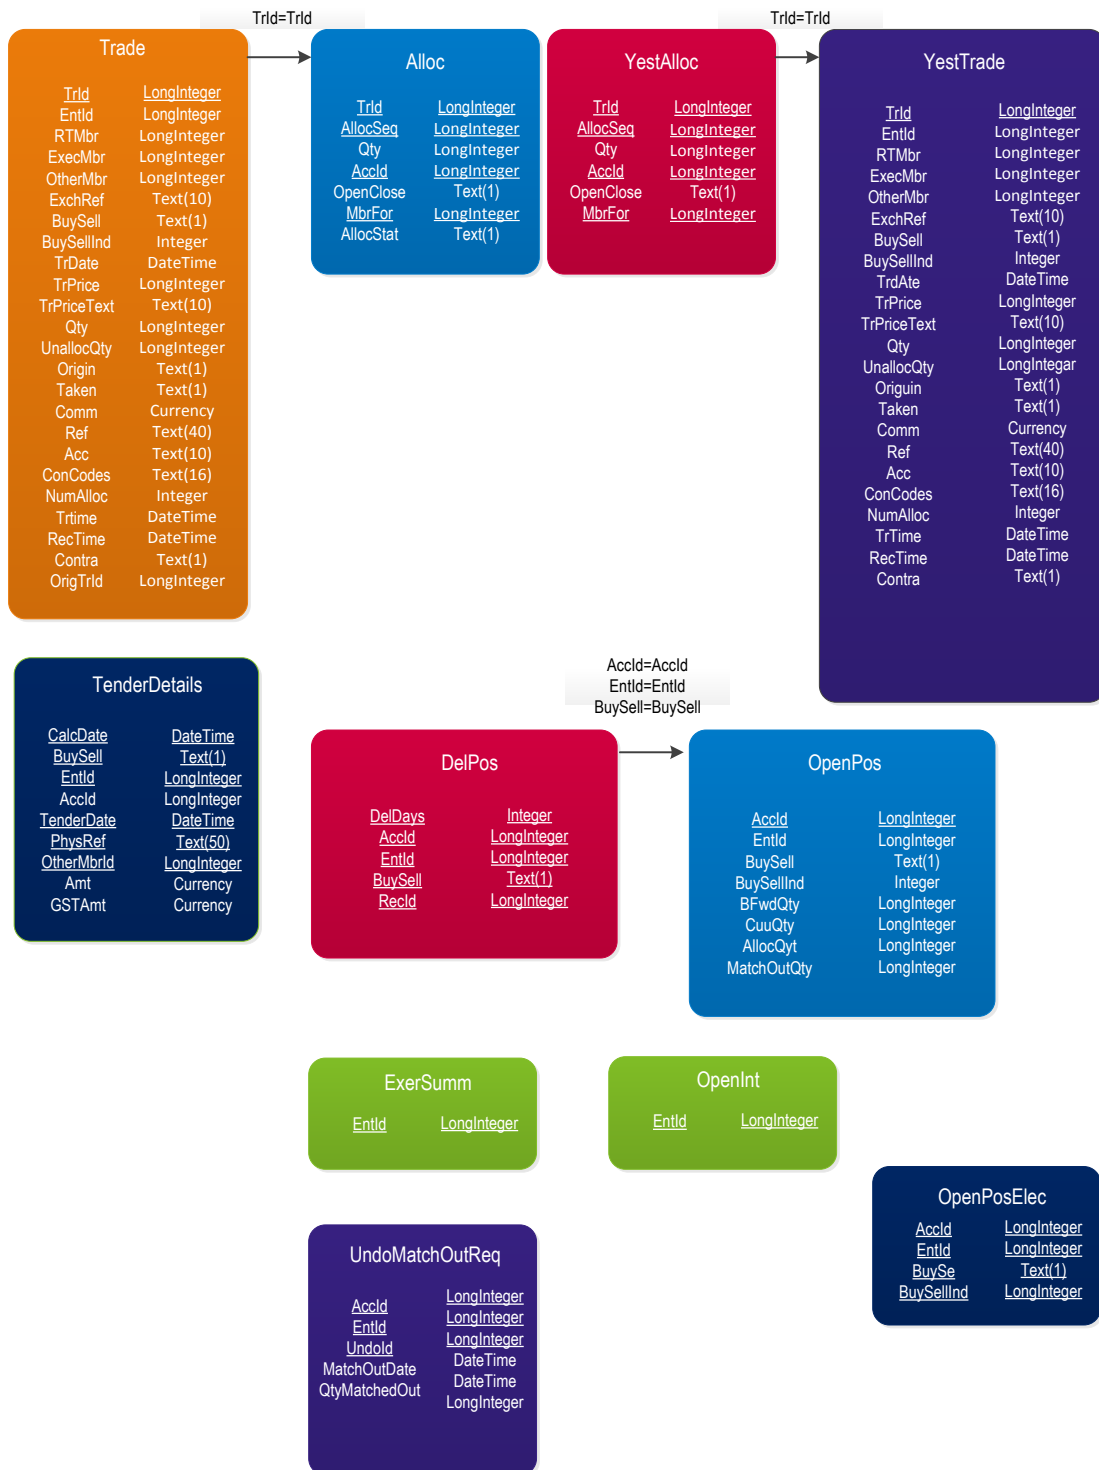 TrId=TrId
TrId=TrId
Trade
TrId LongInteger
EntId LongInteger
RTMbr LongInteger
ExecMbr LongInteger
OtherMbr LongInteger
ExchRef Text(10)
BuySell Text(1)
BuySellInd Integer
TrDate DateTime
TrPrice LongInteger
TrPriceText Text(10)
Qty LongInteger
UnallocQty LongInteger
Origin Text(1)
Taken Text(1)
Comm Currency
Ref Text(40)
Acc Text(10)
ConCodes Text(16)
NumAlloc Integer
Trtime DateTime
RecTime DateTime
Contra Text(1)
OrigTrId LongInteger
Alloc
TrId LongInteger
AllocSeq LongInteger
Qty LongInteger
AccId LongInteger
OpenClose Text(1)
MbrFor LongInteger
AllocStat Text(1)
YestAlloc
TrId LongInteger
AllocSeq LongInteger
Qty LongInteger
AccId LongInteger
OpenClose Text(1)
MbrFor LongInteger
YestTrade
TrId LongInteger
EntId LongInteger
RTMbr LongInteger
ExecMbr LongInteger
OtherMbr LongInteger
ExchRef Text(10)
BuySell Text(1)
BuySellInd Integer
TrdAte DateTime
TrPrice LongInteger
TrPriceText Text(10)
Qty LongInteger
UnallocQty LongIntegar
Origuin Text(1)
Taken Text(1)
Comm Currency
Ref Text(40)
Acc Text(10)
ConCodes Text(16)
NumAlloc Integer
TrTime DateTime
RecTime DateTime
Contra Text(1)
TenderDetails
CalcDate DateTime
BuySell Text(1)
EntId LongInteger
AccId LongInteger
TenderDate DateTime
PhysRef Text(50)
OtherMbrId LongInteger
Amt Currency
GSTAmt Currency
AccId=AccId
EntId=EntId
BuySell=BuySell
DelPos
DelDays Integer
AccId LongInteger
EntId LongInteger
BuySell Text(1)
RecId LongInteger
OpenPos
AccId LongInteger
EntId LongInteger
BuySell Text(1)
BuySellInd Integer
BFwdQty LongInteger
CuuQty LongInteger
AllocQyt LongInteger
MatchOutQty LongInteger
ExerSumm
EntId LongInteger
OpenInt
EntId LongInteger
OpenPosElec
AccId LongInteger
EntId LongInteger
BuySe Text(1)
BuySellInd LongInteger
UndoMatchOutReq
AccId LongInteger
EntId LongInteger
UndoId LongInteger
MatchOutDate DateTime
QtyMatchedOut DateTime
LongInteger